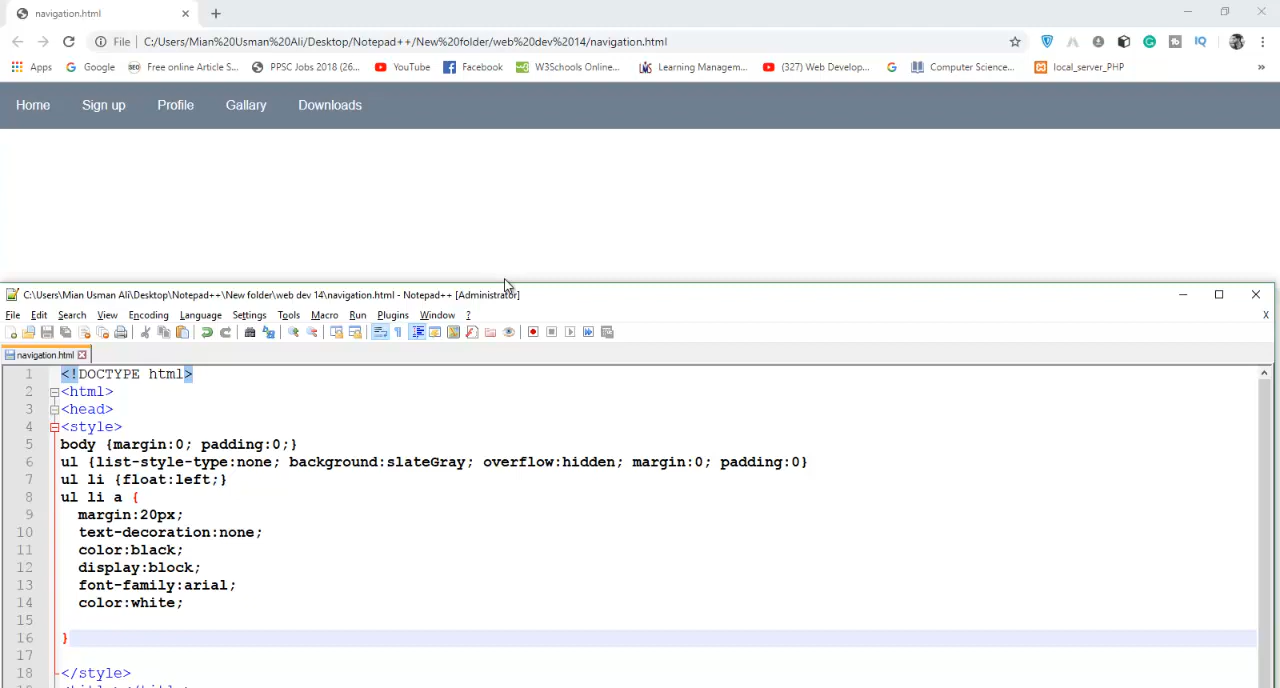 navigation.html
File | C:/Users/Mian%20Usman%20Ali/Desktop/Notepad++/New%20folder/web%20dev%2014/navigation.html
Apps Google Free online Article S... PPSC Jobs 2018 (26... YouTube Facebook W3Schools Online... Learning Managem... (327) Web Develop... Computer Science... local_server_PHP »
Home Sign up Profile Gallary Downloads
C:\Users\Mian Usman Ali\Desktop\Notepad++\New folder\web dev 14\navigation.html - Notepad++ [Administrator]
File Edit Search View Encoding Language Settings Tools Macro Run Plugins Window ? X
navigation.html
1 <!DOCTYPE html>
2 <html>
3 <head>
4 <style>
5 body {margin:0; padding:0;}
6 ul {list-style-type:none; background:slateGray; overflow:hidden; margin:0; padding:0}
7 ul li {float:left;}
8 ul li a {
9 margin:20px;
10 text-decoration:none;
11 color:black;
12 display:block;
13 font-family:arial;
14 color:white;
15
16 }
17
18 </style>